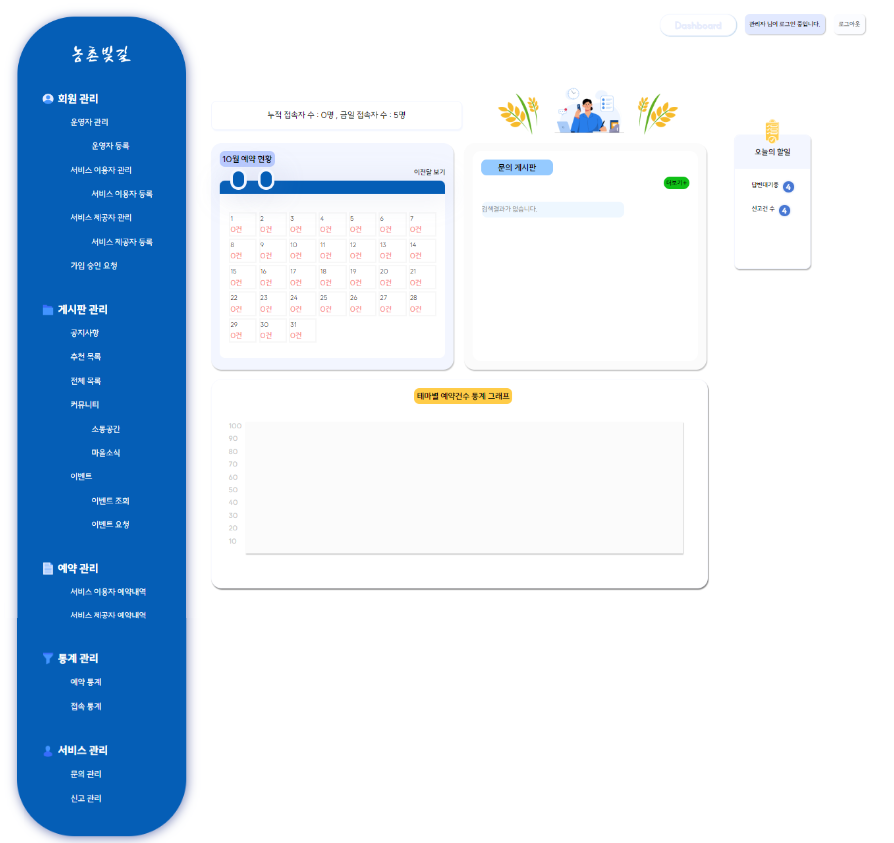 농촌빛길
회원 관리
운영자 관리
운영자 등록
서비스 이용자 관리
서비스 이용자 등록
서비스 제공자 관리
서비스 제공자 등록
가입 승인 요청
게시판 관리
공지사항
추천 목록
전체 목록
커뮤니티
소통공간
마을소식
이벤트
이벤트 조회
이벤트 요청
예약 관리
서비스 이용자 예약내역
서비스 제공자 예약내역
통계 관리
예약 통계
접속 통계
서비스 관리
문의 관리
신고 관리
Dashboard
관리자 님이 로그인 중입니다.
로그아웃
누적 접속자 수 : 0명 , 금일 접속자 수 : 5명
10월 예약 현황
이전달 보기
1 2 3 4 5 6 7
0건 0건 0건 0건 0건 0건 0건
8 9 10 11 12 13 14
0건 0건 0건 0건 0건 0건 0건
15 16 17 18 19 20 21
0건 0건 0건 0건 0건 0건 0건
22 23 24 25 26 27 28
0건 0건 0건 0건 0건 0건 0건
29 30 31
0건 0건 0건
문의 게시판
더보기+
검색결과가 없습니다.
오늘의 할일
답변대기중 4
신고건 수 4
테마별 예약건수 통계 그래프
100
90
80
70
60
50
40
30
20
10